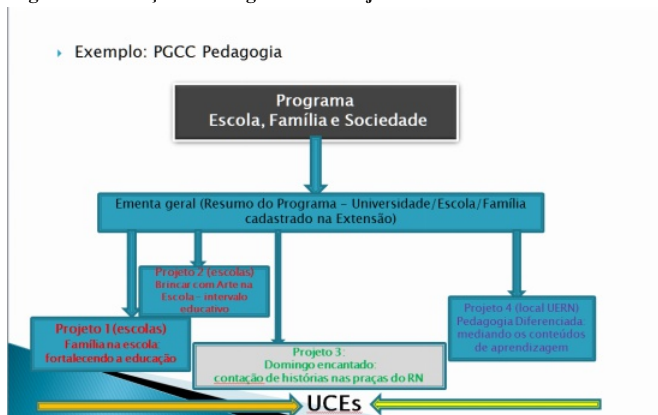 Exemplo: PGCC Pedagogia
Programa
Escola, Família e Sociedade
Ementa geral (Resumo do Programa – Universidade/Escola/Família
cadastrado na Extensão)
Projeto 2 (escolas)
Brincar com Arte na
Escola – intervalo
educativo
Projeto 1(escolas)
Família na escola:
fortalecendo a educação
Projeto 3:
Domingo encantado:
contação de histórias nas praças do RN
Projeto 4 (local UERN)
Pedagogia Diferenciada:
mediando os conteúdos
de aprendizagem
UCEs